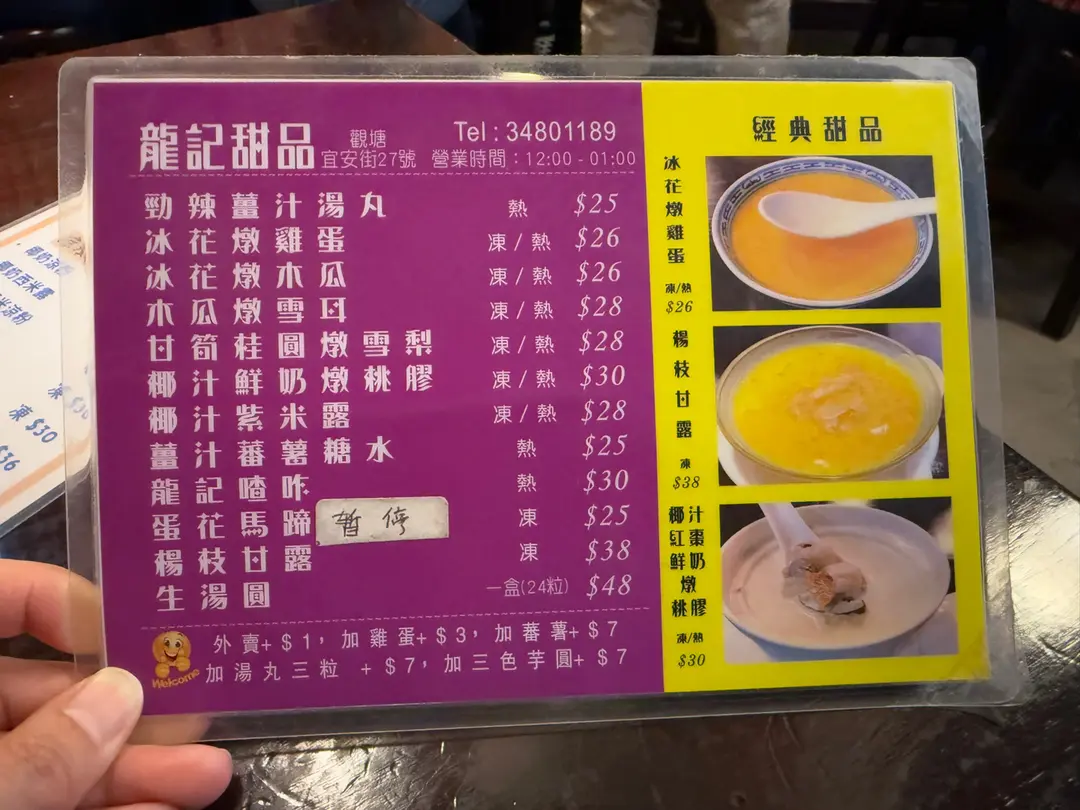 龍記甜品
觀塘
宜安街27號
Tel : 34801189
營業時間：12:00 - 01:00
勁辣薑汁湯丸 熱 $25
冰花燉雞蛋 凍 / 熱 $26
冰花燉木瓜 凍 / 熱 $26
木瓜燉雪耳 凍 / 熱 $28
甘筍桂圓燉雪梨 凍 / 熱 $28
椰汁鮮奶燉桃膠 凍 / 熱 $30
椰汁紫米露 凍 / 熱 $28
薑汁蕃薯糖水 熱 $25
龍記喳咋 熱 $30
蛋花馬蹄 暫停 凍 $25
楊枝甘露 凍 $38
生湯圓 一盒(24粒) $48
外賣+$1，加雞蛋+$3，加蕃薯+$7
加湯丸三粒 +$7，加三色芋圓+$7
Welcome
經典甜品
冰花燉雞蛋
凍/熱
$26
楊枝甘露
凍
$38
椰汁
紅棗
鮮奶
燉
桃膠
凍/熱
$30
凍 $30
$36